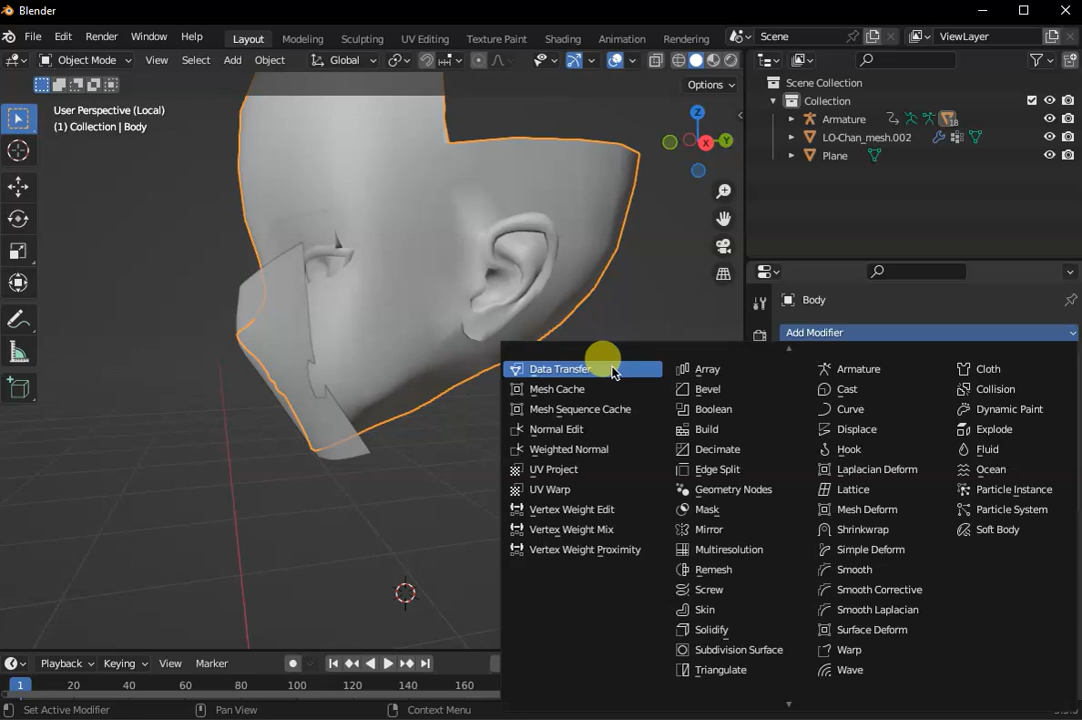 Blender
File Edit Render Window Help Layout Modeling Sculpting UV Editing Texture Paint Shading Animation Rendering Scene ViewLayer
Object Mode View Select Add Object Global
Options
User Perspective (Local)
(1) Collection | Body
Z
Y
X
Scene Collection
Collection
Armature 18
LO-Chan_mesh.002
Plane
Body
Add Modifier
Data Transfer Array Armature Cloth
Mesh Cache Bevel Cast Collision
Mesh Sequence Cache Boolean Curve Dynamic Paint
Normal Edit Build Displace Explode
Weighted Normal Decimate Hook Fluid
UV Project Edge Split Laplacian Deform Ocean
UV Warp Geometry Nodes Lattice Particle Instance
Vertex Weight Edit Mask Mesh Deform Particle System
Vertex Weight Mix Mirror Shrinkwrap Soft Body
Vertex Weight Proximity Multiresolution Simple Deform
Remesh Smooth
Screw Smooth Corrective
Skin Smooth Laplacian
Solidify Surface Deform
Subdivision Surface Warp
Triangulate Wave
Playback Keying View Marker
1 20 40 60 80 100 120 140 160
Set Active Modifier Pan View Context Menu